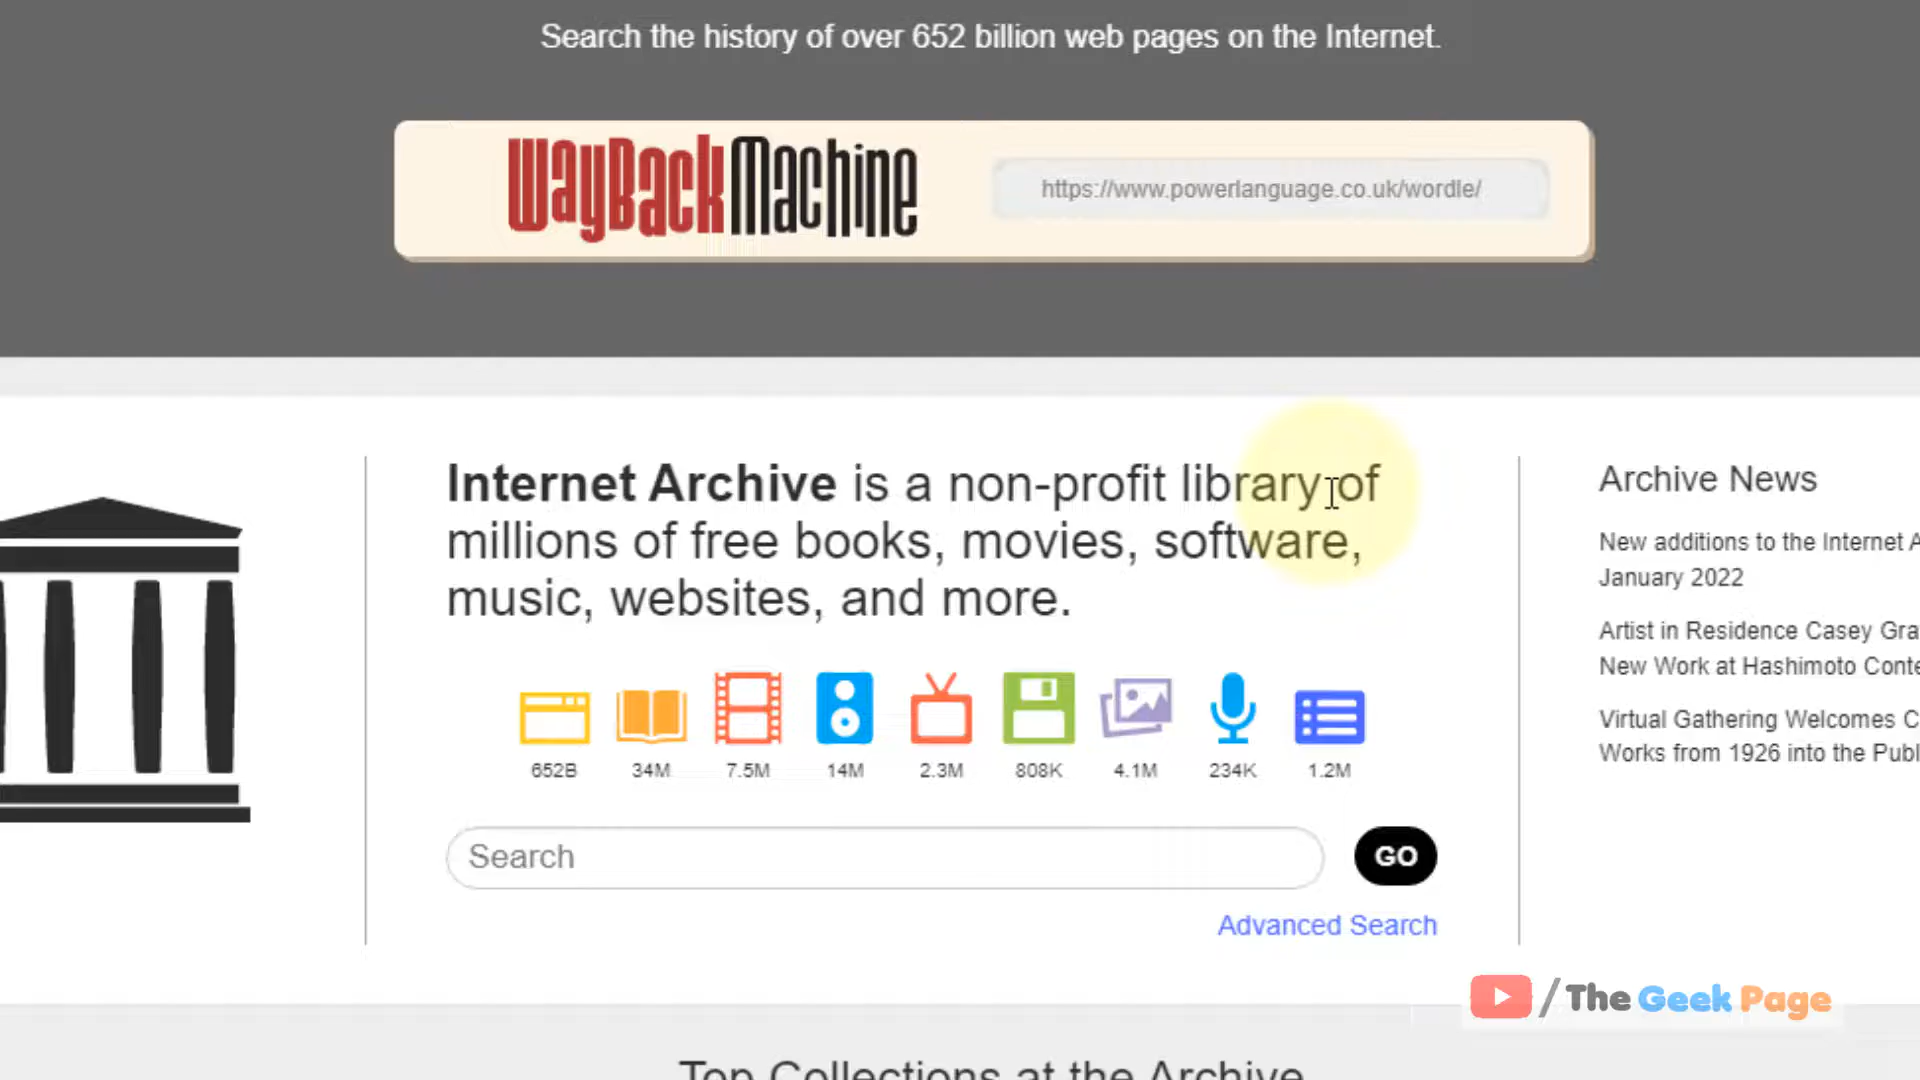 Search the history of over 652 billion web pages on the Internet.
WayBackMachine
https://www.powerlanguage.co.uk/wordle/
Internet Archive is a non-profit library of
millions of free books, movies, software,
music, websites, and more.
652B 34M 7.5M 14M 2.3M 808K 4.1M 234K 1.2M
Search
GO
Advanced Search
Archive News
New additions to the Internet
January 2022
Artist in Residence Casey
New Work at Hashimoto
Virtual Gathering Welcomes
Works from 1926 into the
/The Geek Page
Top Collections at the Archive